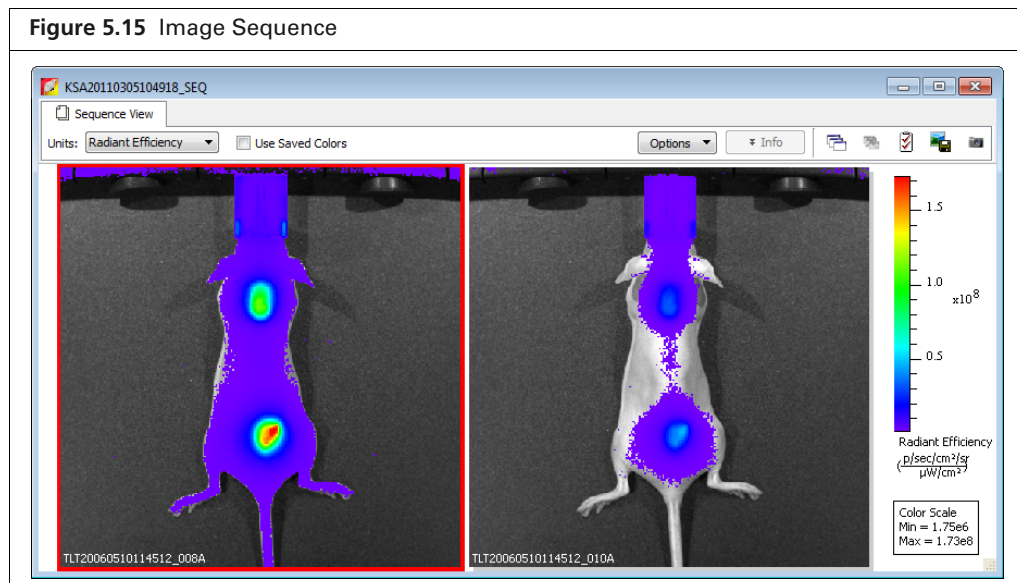 Figure 5.15 Image Sequence
KSA20110305104918_SEQ
Sequence View
Units: Radiant Efficiency Use Saved Colors Options Info
1.5
1.0
x10⁸
0.5
Radiant Efficiency
(p/sec/cm²/sr
µW/cm²)
Color Scale
Min = 1.75e6
Max = 1.73e8
TLT20060510114512_008A
TLT20060510114512_010A